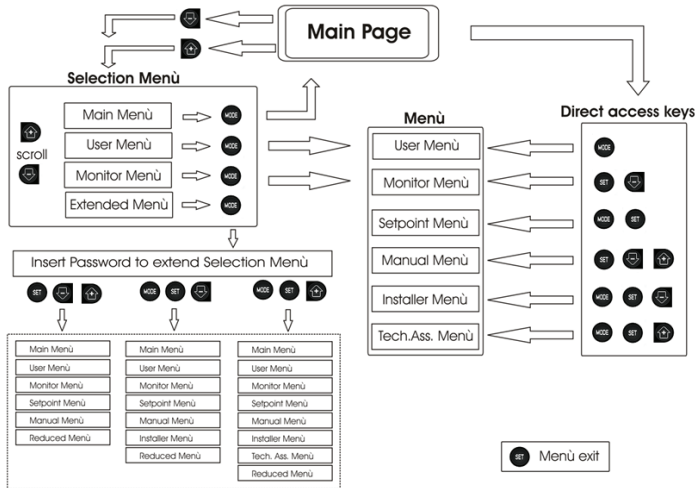 Main Page
Selection Menù
Main Menù
MODE
User Menù
MODE
scroll
Monitor Menù
MODE
Extended Menù
MODE
Insert Password to extend Selection Menù
SET
MODE SET
MODE SET
Main Menù
User Menù
Monitor Menù
Setpoint Menù
Manual Menù
Reduced Menù
Main Menù
User Menù
Monitor Menù
Setpoint Menù
Manual Menù
Installer Menù
Reduced Menù
Main Menù
User Menù
Monitor Menù
Setpoint Menù
Manual Menù
Installer Menù
Tech. Ass. Menù
Reduced Menù
Menù
User Menù
Monitor Menù
Setpoint Menù
Manual Menù
Installer Menù
Tech.Ass. Menù
Direct access keys
MODE
SET
MODE SET
SET
MODE SET
MODE SET
SET Menù exit